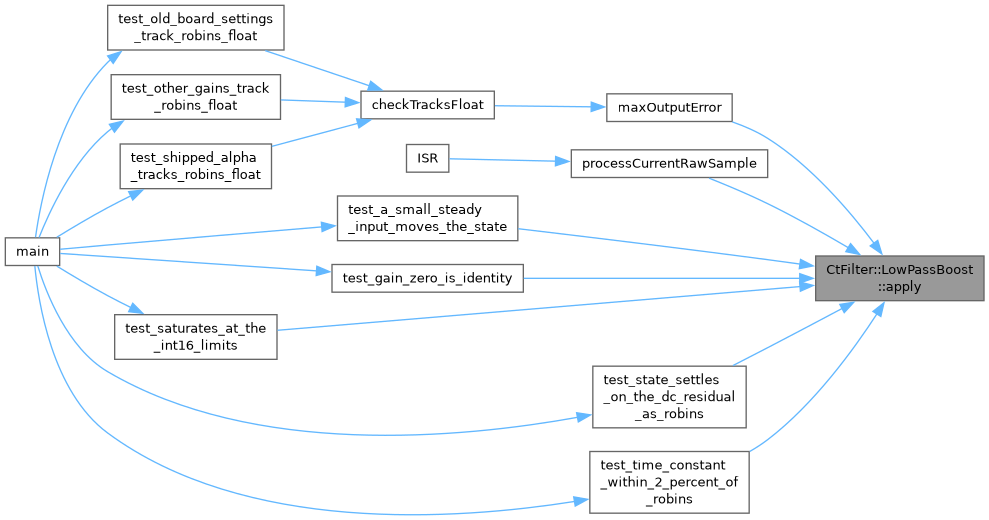 test_old_board_settings
_track_robins_float
test_other_gains_track
_robins_float
checkTracksFloat
maxOutputError
test_shipped_alpha
_tracks_robins_float
ISR
processCurrentRawSample
test_a_small_steady
_input_moves_the_state
main
test_gain_zero_is_identity
CtFilter::LowPassBoost
::apply
test_saturates_at_the
_int16_limits
test_state_settles
_on_the_dc_residual
_as_robins
test_time_constant
_within_2_percent_of
_robins